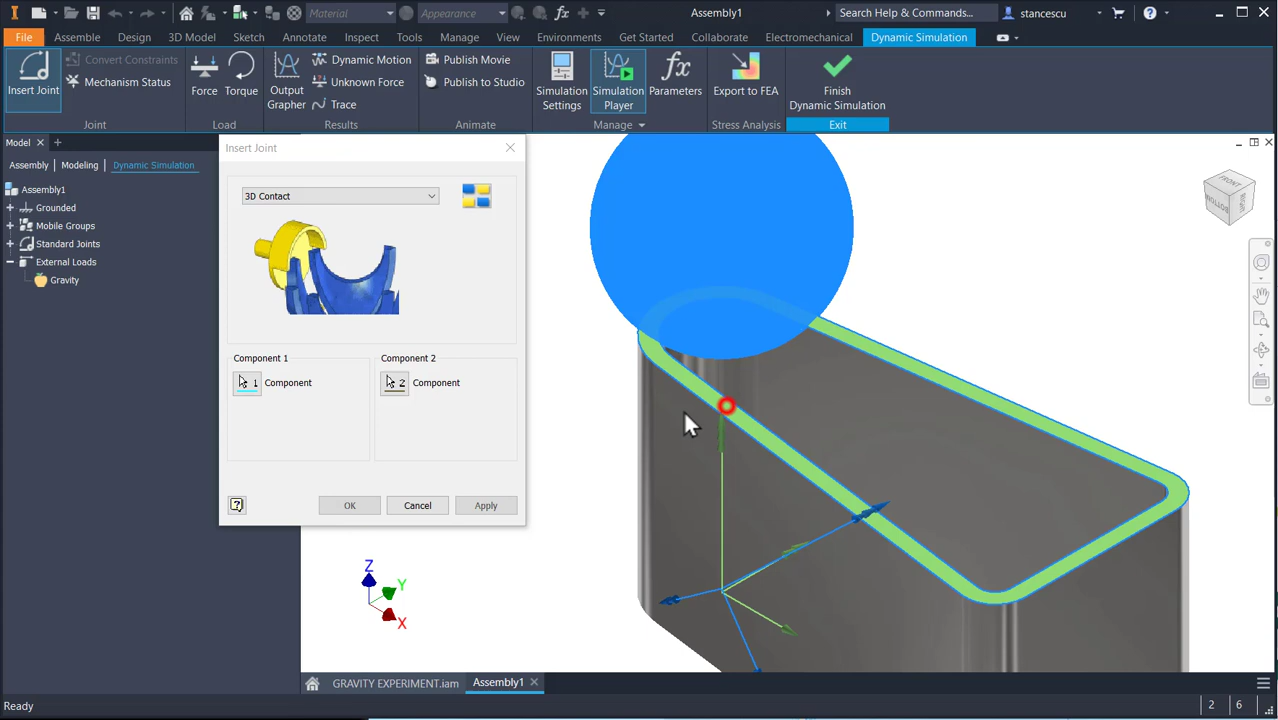 Material
Appearance
Assembly1
Search Help & Commands...
stancescu
File
Assembly
Design
3D Model
Sketch
Annotate
Inspect
Tools
Manage
View
Environments
Get Started
Collaborate
Electromechanical
Dynamic Simulation
Insert Joint
Convert Constraints
Mechanism Status
Force
Torque
Output
Grapher
Dynamic Motion
Unknown Force
Trace
Publish Movie
Publish to Studio
Simulation
Settings
Simulation
Player
Parameters
Export to FEA
Finish
Dynamic Simulation
Joint
Load
Results
Animate
Manage
Stress Analysis
Exit
Model
Assembly
Modeling
Dynamic Simulation
Assembly1
Grounded
Mobile Groups
Standard Joints
External Loads
Gravity
Insert Joint
3D Contact
Component 1
Component 2
1
Component
2
Component
OK
Cancel
Apply
FRONT
RIGHT
BOTTOM
Z
Y
X
GRAVITY EXPERIMENT.iam
Assembly1
Ready
2
6